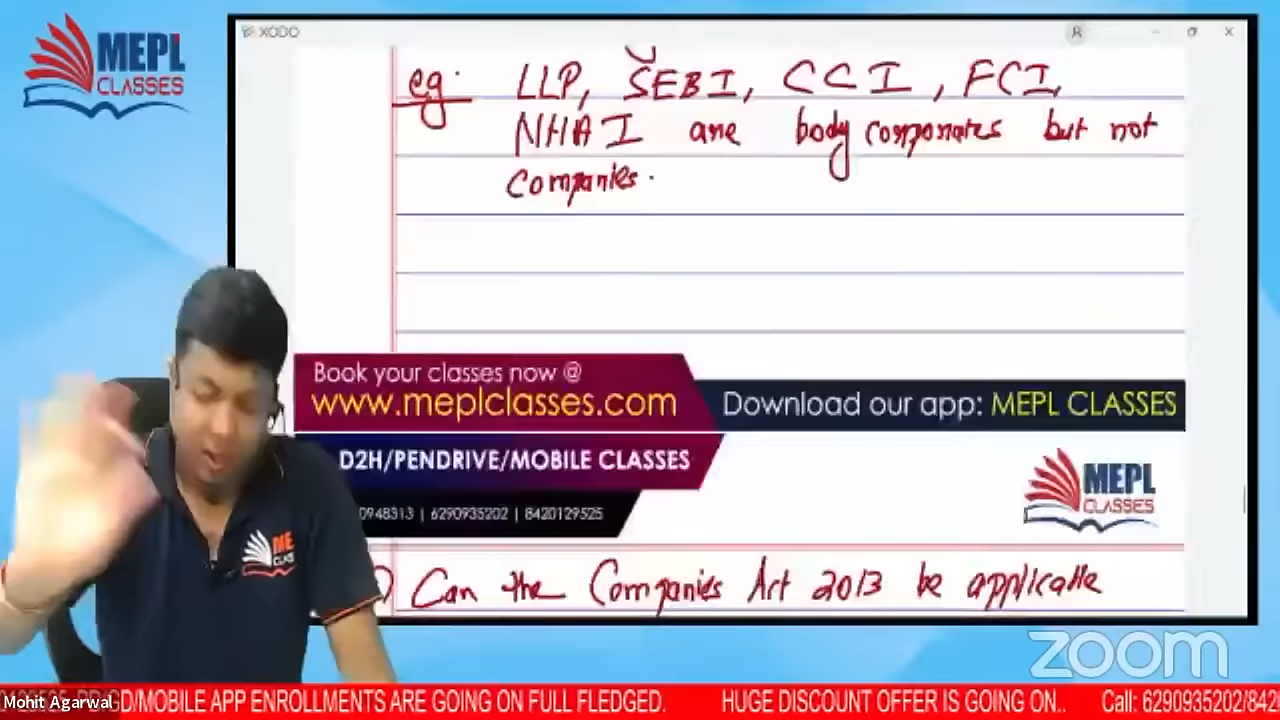 MEPL
CLASSES
XODO
eg. LLP, SEBI, CCI, FCI,
NHAI are body corporates but not
Companies.
Book your classes now @
www.meplclasses.com
Download our app: MEPL CLASSES
D2H/PENDRIVE/MOBILE CLASSES
0948313 | 6290935202 | 8420129525
MEPL
CLASSES
ME
CLAS
Can the Companies Act 2013 be applicable
zoom
Mohit Agarwal
/MOBILE APP ENROLLMENTS ARE GOING ON FULL FLEDGED. HUGE DISCOUNT OFFER IS GOING ON.. Call: 6290935202/842